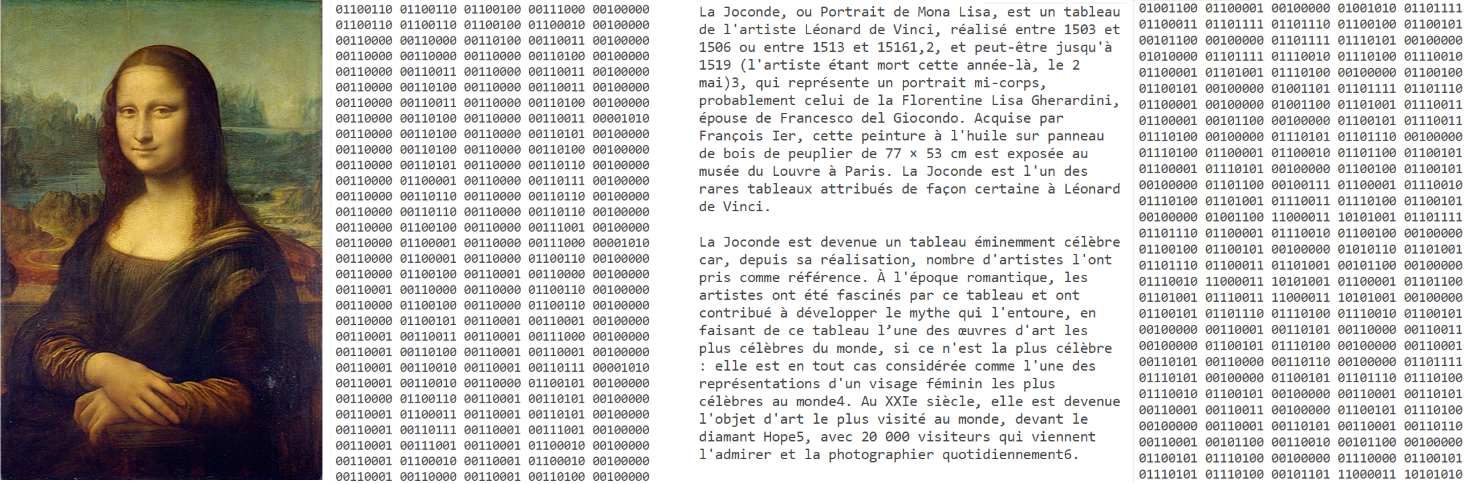 01100110 01100110 01100100 00111000 00100000
00110000 01100110 01100110 01100010 00100000
00110000 00110000 00110100 00110011 00100000
00110000 00110000 00110000 00110100 00100000
00110000 00110011 00110000 00110011 00100000
00110000 00110100 00110000 00110011 00100000
00110000 00110011 00110000 00110100 00100000
00110000 00110100 00110000 00110011 00001010
00110000 00110100 00110000 00110101 00100000
00110000 00110100 00110000 00110100 00100000
00110000 00110101 00110000 00110110 00100000
00110000 01100001 00110000 00110111 00100000
00110000 00110110 00110000 00110110 00100000
00110000 00110110 00110000 00110110 00100000
00110000 01100100 00110000 00111001 00100000
00110000 01100001 00110000 00111000 00001010
00110000 01100001 00110000 01100110 00100000
00110000 01100100 00110001 00110000 00100000
00110001 00110000 00110000 01100110 00100000
00110000 01100100 00110000 01100110 00100000
00110000 01100101 00110001 00110001 00100000
00110001 00110011 00110001 00111000 00100000
00110001 00110100 00110001 00110001 00100000
00110001 00110010 00110001 00110111 00001010
00110001 00110010 00110000 01100101 00100000
00110000 01100110 00110001 00110101 00100000
00110001 01100011 00110001 00110101 00100000
00110001 00110111 00110001 00111001 00100000
00110001 00111001 00110001 01100010 00100000
00110001 01100010 00110001 01100010 00100000
00110001 00110000 00110001 00110100 00100000
La Joconde, ou Portrait de Mona Lisa, est un tableau
de l'artiste Léonard de Vinci, réalisé entre 1503 et
1506 ou entre 1513 et 15161,2, et peut-être jusqu'à
1519 (l'artiste étant mort cette année-là, le 2
mai)3, qui représente un portrait mi-corps,
probablement celui de la Florentine Lisa Gherardini,
épouse de Francesco del Giocondo. Acquise par
François Ier, cette peinture à l'huile sur panneau
de bois de peuplier de 77 × 53 cm est exposée au
musée du Louvre à Paris. La Joconde est l'un des
rares tableaux attribués de façon certaine à Léonard
de Vinci.
La Joconde est devenue un tableau éminemment célèbre
car, depuis sa réalisation, nombre d'artistes l'ont
pris comme référence. À l'époque romantique, les
artistes ont été fascinés par ce tableau et ont
contribué à développer le mythe qui l'entoure, en
faisant de ce tableau l’une des œuvres d'art les
plus célèbres du monde, si ce n'est la plus célèbre
: elle est en tout cas considérée comme l'une des
représentations d'un visage féminin les plus
célèbres au monde4. Au XXIe siècle, elle est devenue
l'objet d'art le plus visité au monde, devant le
diamant Hope5, avec 20 000 visiteurs qui viennent
l'admirer et la photographier quotidiennement6.
01001100 01100001 00100000 01001010 01101111
01100011 01101111 01101110 01100100 01100101
00101100 00100000 01101111 01110101 00100000
01010000 01101111 01110010 01110100 01110010
01100001 01101001 01110100 00100000 01100100
01100101 00100000 01001101 01101111 01101110
01100001 00100000 01001100 01101001 01110011
01100001 00101100 00100000 01100101 01110011
01110100 00100000 01110101 01101110 00100000
01110100 01100001 01100010 01101100 01100101
01100001 01110101 00100000 01100100 01100101
00100000 01101100 00100111 01100001 01110010
01110100 01101001 01110011 01110100 01100101
00100000 01001100 11000011 10101001 01101111
01101110 01100001 01110010 01100100 00100000
01100100 01100101 00100000 01010110 01101001
01101110 01100011 01101001 00101100 00100000
01110010 11000011 10101001 01100001 01101100
01101001 01110011 11000011 10101001 00100000
01100101 01101110 01110100 01110010 01100101
00100000 00110001 00110101 00110000 00110011
00100000 01100101 01110100 00100000 00110001
00110101 00110000 00110110 00100000 01101111
01110101 00100000 01100101 01101110 01110100
01110010 01100101 00100000 00110001 00110101
00110001 00110011 00100000 01100101 01110100
00100000 00110001 00110101 00110001 00110110
00110001 00101100 00110010 00101100 00100000
01100101 01110100 00100000 01110000 01100101
01110101 01110100 00101101 11000011 10101010